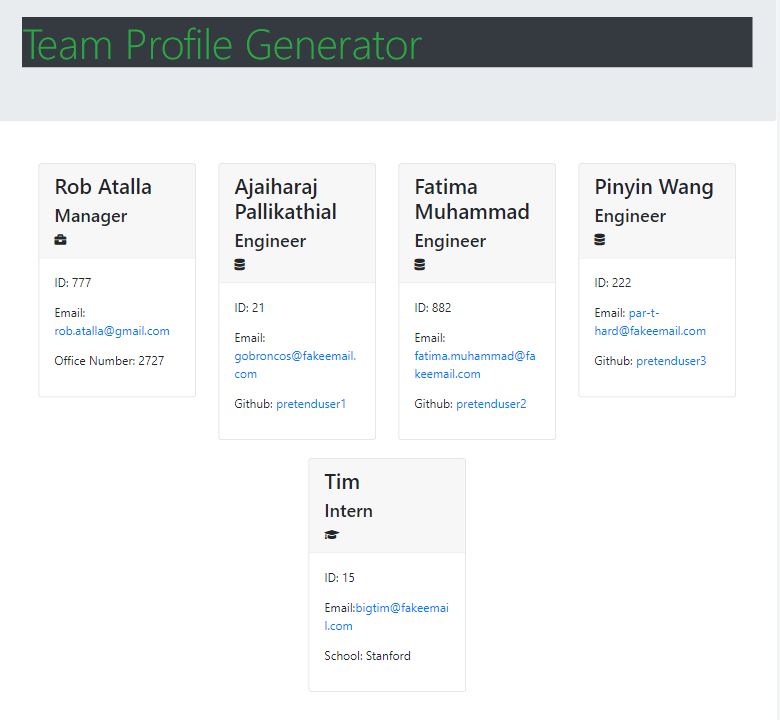 Team Profile Generator
Rob Atalla
Manager
ID: 777
Email:
rob.atalla@gmail.com
Office Number: 2727
Ajaiharaj
Pallikathial
Engineer
ID: 21
Email:
gobroncos@fakeemail.
com
Github: pretenduser1
Fatima
Muhammad
Engineer
ID: 882
Email:
fatima.muhammad@fa
keemail.com
Github: pretenduser2
Pinyin Wang
Engineer
ID: 222
Email: par-t-
hard@fakeemail.com
Github: pretenduser3
Tim
Intern
ID: 15
Email:bigtim@fakeemai
l.com
School: Stanford